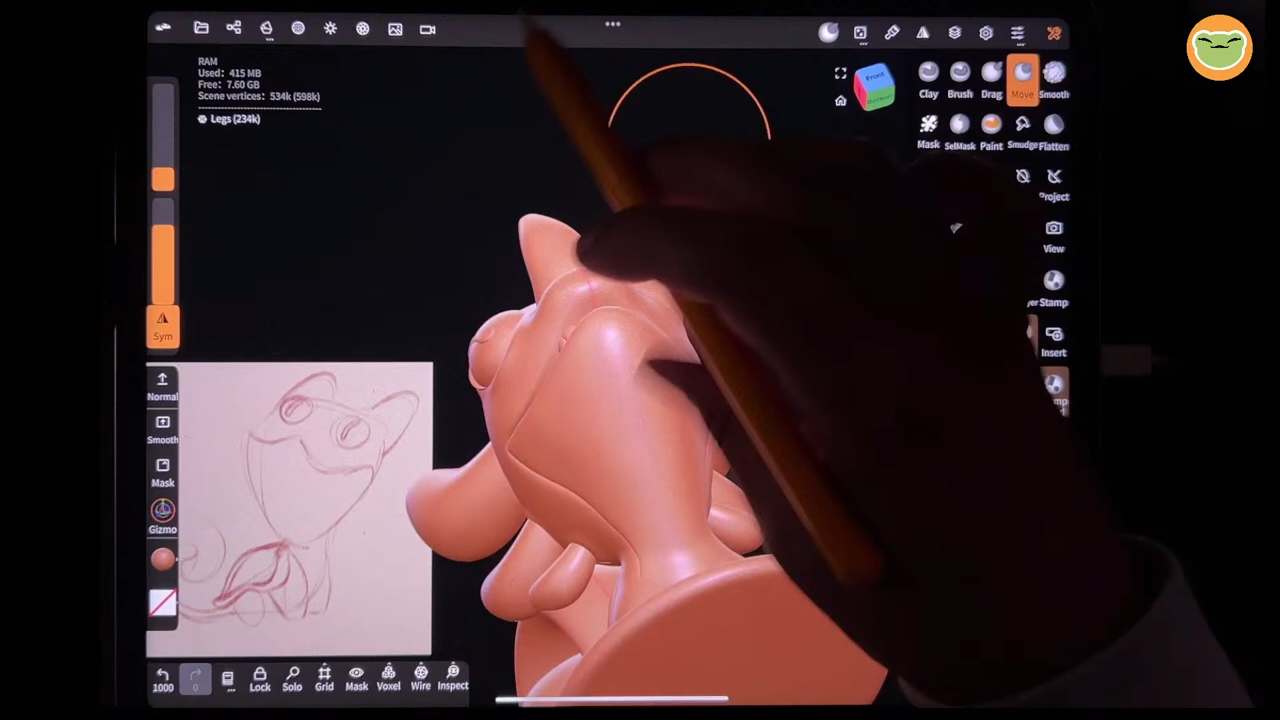 RAM
Used: 415 MB
Free: 7.60 GB
Scene vertices: 534k (598k)
Legs (234k)
Front
Clay Brush Drag Move Smooth
Mask SelMask Paint Smudge Flatten
Project
View
Stamp
Insert
Sym
Normal
Smooth
Mask
Gizmo
1000 0 Lock Solo Grid Mask Voxel Wire Inspect